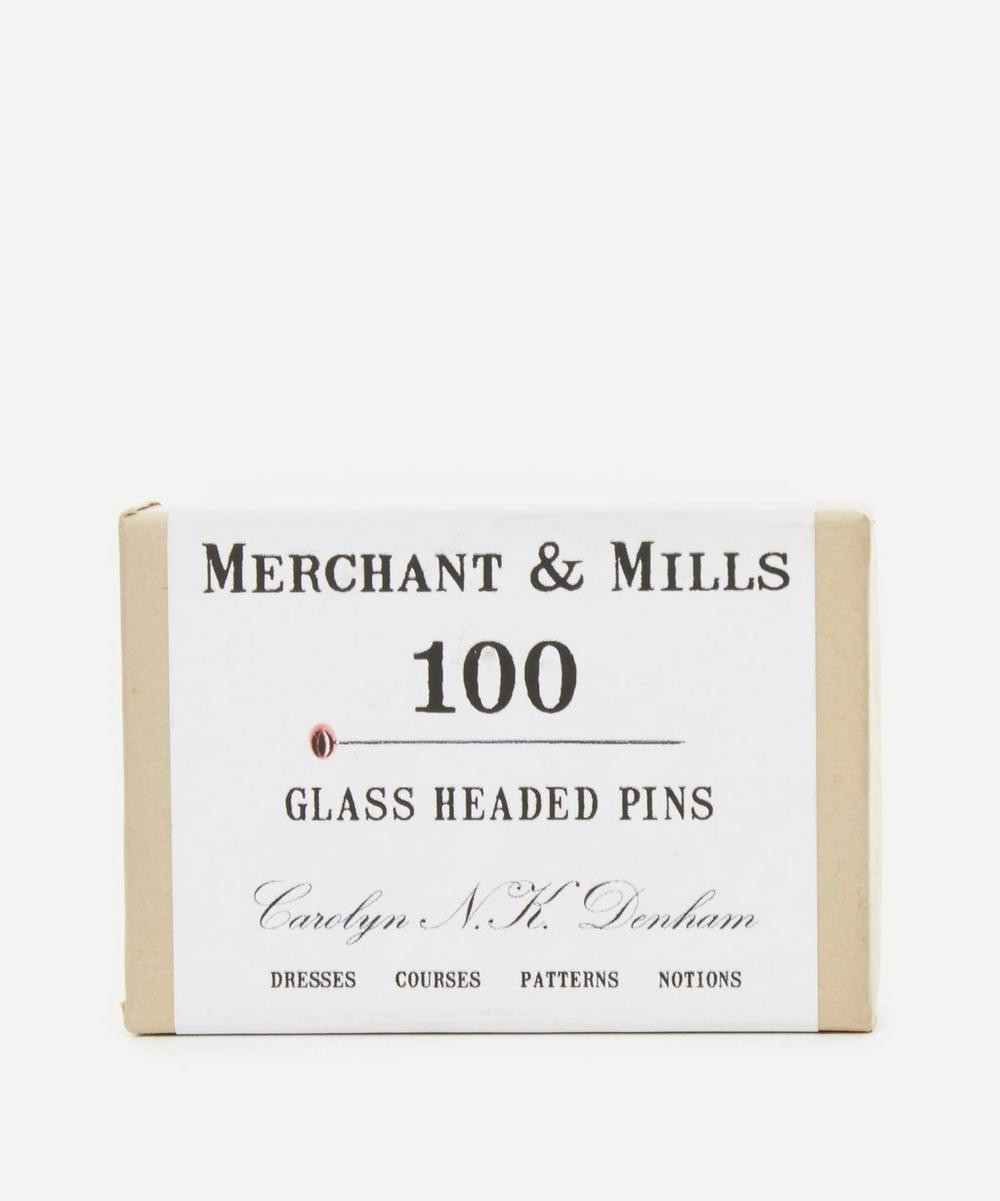 MERCHANT & MILLS
100
GLASS HEADED PINS
Carolyn N.K. Denham
DRESSES COURSES PATTERNS NOTIONS